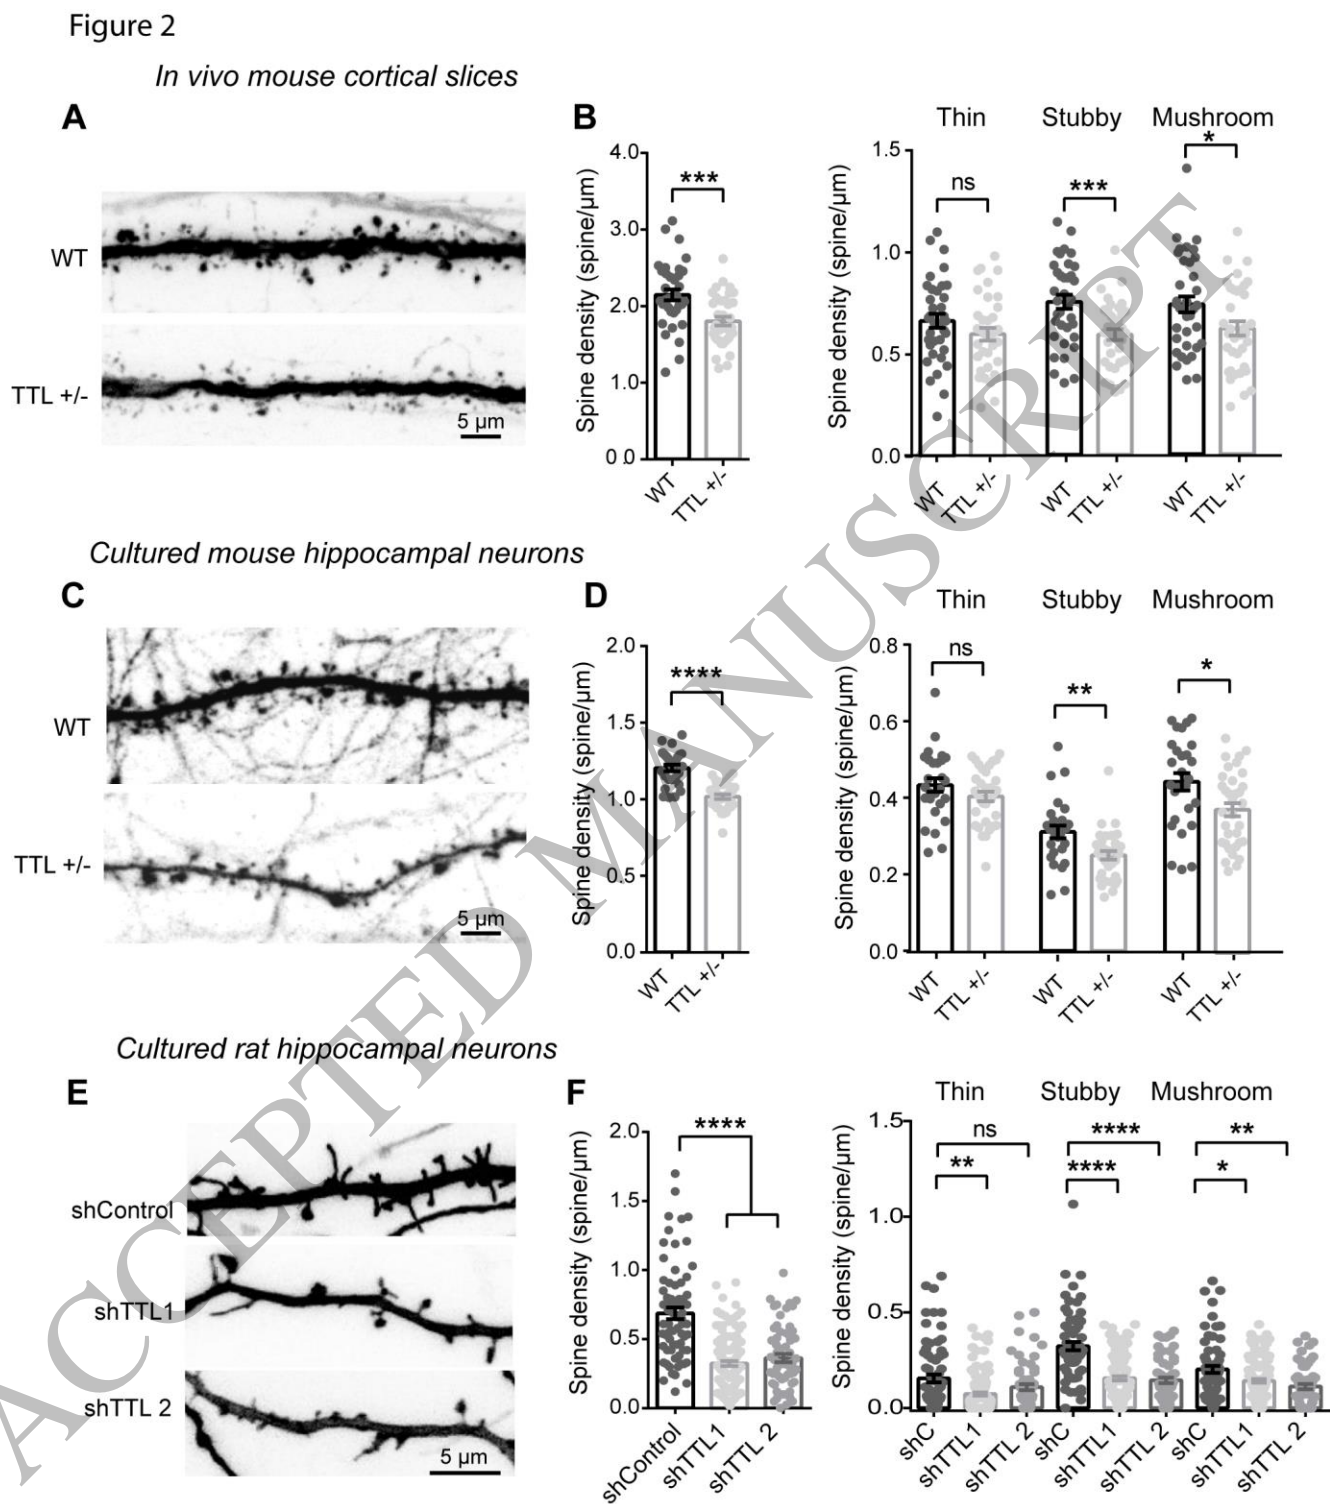 Figure 2
In vivo mouse cortical slices
A
WT
TTL +/-
5 µm
B
Spine density (spine/µm)
4.0
3.0
2.0
1.0
0.0
***
WT
TTL +/-
Thin
Stubby
Mushroom
Spine density (spine/µm)
1.5
1.0
0.5
0.0
ns
***
*
WT
TTL +/-
WT
TTL +/-
WT
TTL +/-
Cultured mouse hippocampal neurons
C
WT
TTL +/-
5 µm
D
Spine density (spine/µm)
2.0
1.5
1.0
0.5
0.0
****
WT
TTL +/-
Thin
Stubby
Mushroom
Spine density (spine/µm)
0.8
0.6
0.4
0.2
0.0
ns
**
*
WT
TTL +/-
WT
TTL +/-
WT
TTL +/-
Cultured rat hippocampal neurons
E
shControl
shTTL1
shTTL 2
5 µm
F
Spine density (spine/µm)
2.0
1.5
1.0
0.5
0.0
****
shControl
shTTL 1
shTTL 2
Thin
Stubby
Mushroom
Spine density (spine/µm)
1.5
1.0
0.5
0.0
ns
**
****
****
**
*
shC
shTTL1
shTTL 2
shC
shTTL1
shTTL 2
shC
shTTL1
shTTL 2
ACCEPTED MANUSCRIPT